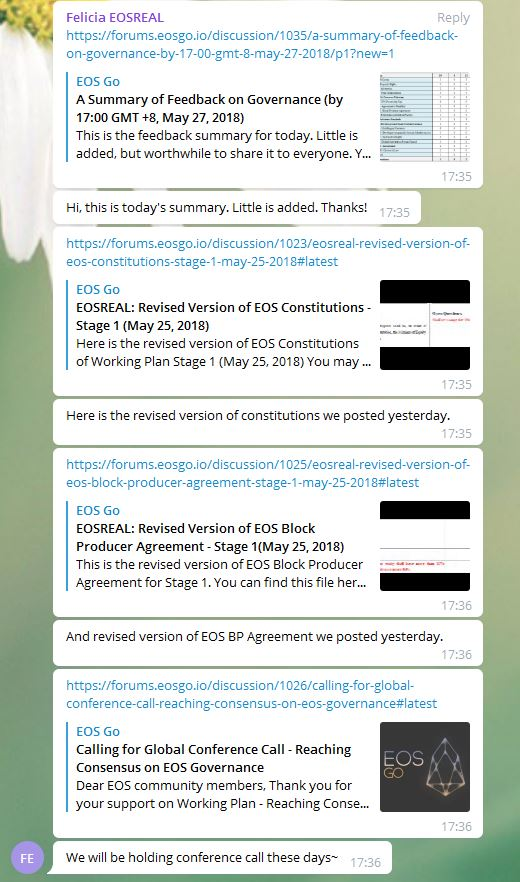 Felicia EOSREAL
Reply
https://forums.eosgo.io/discussion/1035/a-summary-of-feedback-
on-governance-by-17-00-gmt-8-may-27-2018/p1?new=1
EOS Go
A Summary of Feedback on Governance (by
17:00 GMT +8, May 27, 2018)
This is the feedback summary for today. Little is
added, but worthwhile to share it to everyone. Y...
17:35
Hi, this is today's summary. Little is added. Thanks!
17:35
https://forums.eosgo.io/discussion/1023/eosreal-revised-version-of-
eos-constitutions-stage-1-may-25-2018#latest
EOS Go
EOSREAL: Revised Version of EOS Constitutions -
Stage 1 (May 25, 2018)
Here is the revised version of EOS Constitutions
of Working Plan Stage 1 (May 25, 2018) You may ...
17:35
Here is the revised version of constitutions we posted yesterday.
17:35
https://forums.eosgo.io/discussion/1025/eosreal-revised-version-of-
eos-block-producer-agreement-stage-1-may-25-2018#latest
EOS Go
EOSREAL: Revised Version of EOS Block
Producer Agreement - Stage 1(May 25, 2018)
This is the revised version of EOS Block Producer
Agreement for Stage 1. You can find this file her...
17:36
And revised version of EOS BP Agreement we posted yesterday.
17:36
https://forums.eosgo.io/discussion/1026/calling-for-global-
conference-call-reaching-consensus-on-eos-governance#latest
EOS Go
Calling for Global Conference Call - Reaching
Consensus on EOS Governance
Dear EOS community members, Thank you for
your support on Working Plan - Reaching Conse...
EOS
GO
17:36
FE
We will be holding conference call these days~
17:36